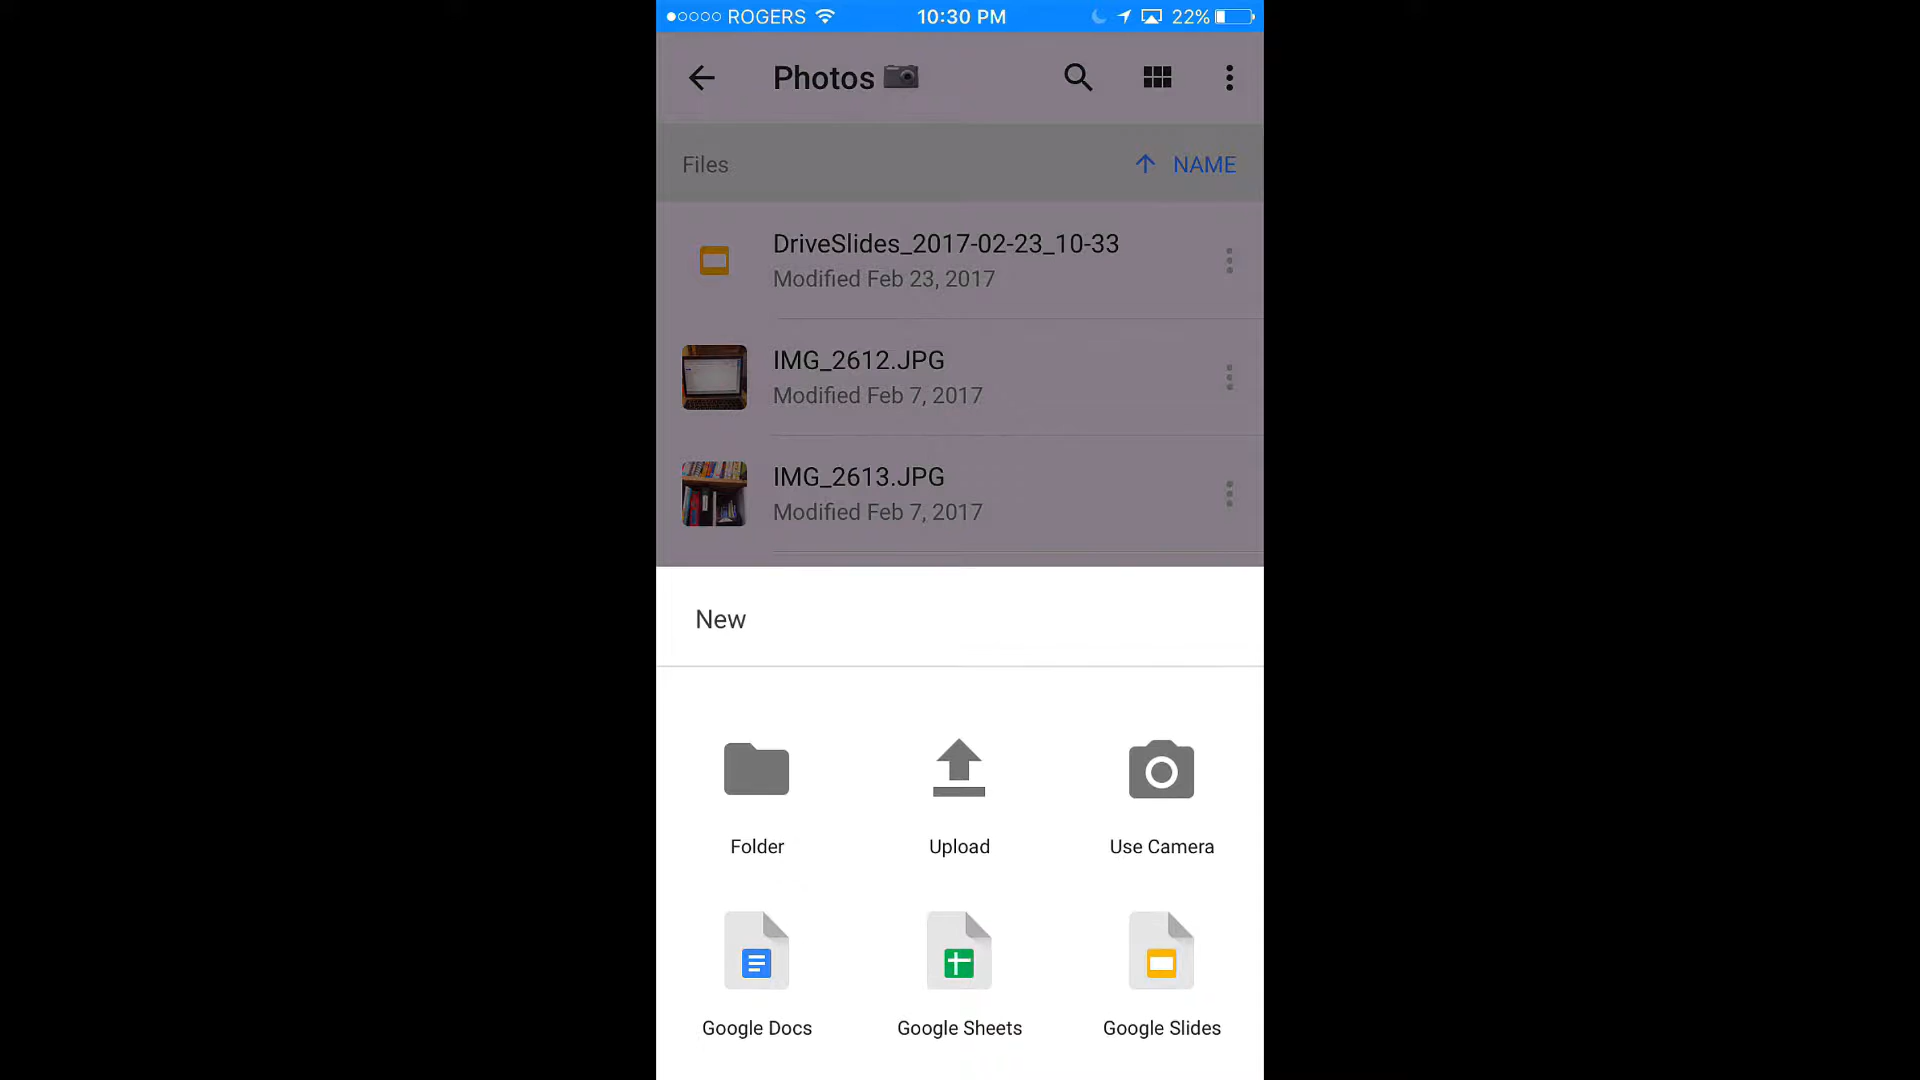 ROGERS 10:30 PM 22%
Photos
Files NAME
DriveSlides_2017-02-23_10-33
Modified Feb 23, 2017
IMG_2612.JPG
Modified Feb 7, 2017
IMG_2613.JPG
Modified Feb 7, 2017
New
Folder Upload Use Camera
Google Docs Google Sheets Google Slides